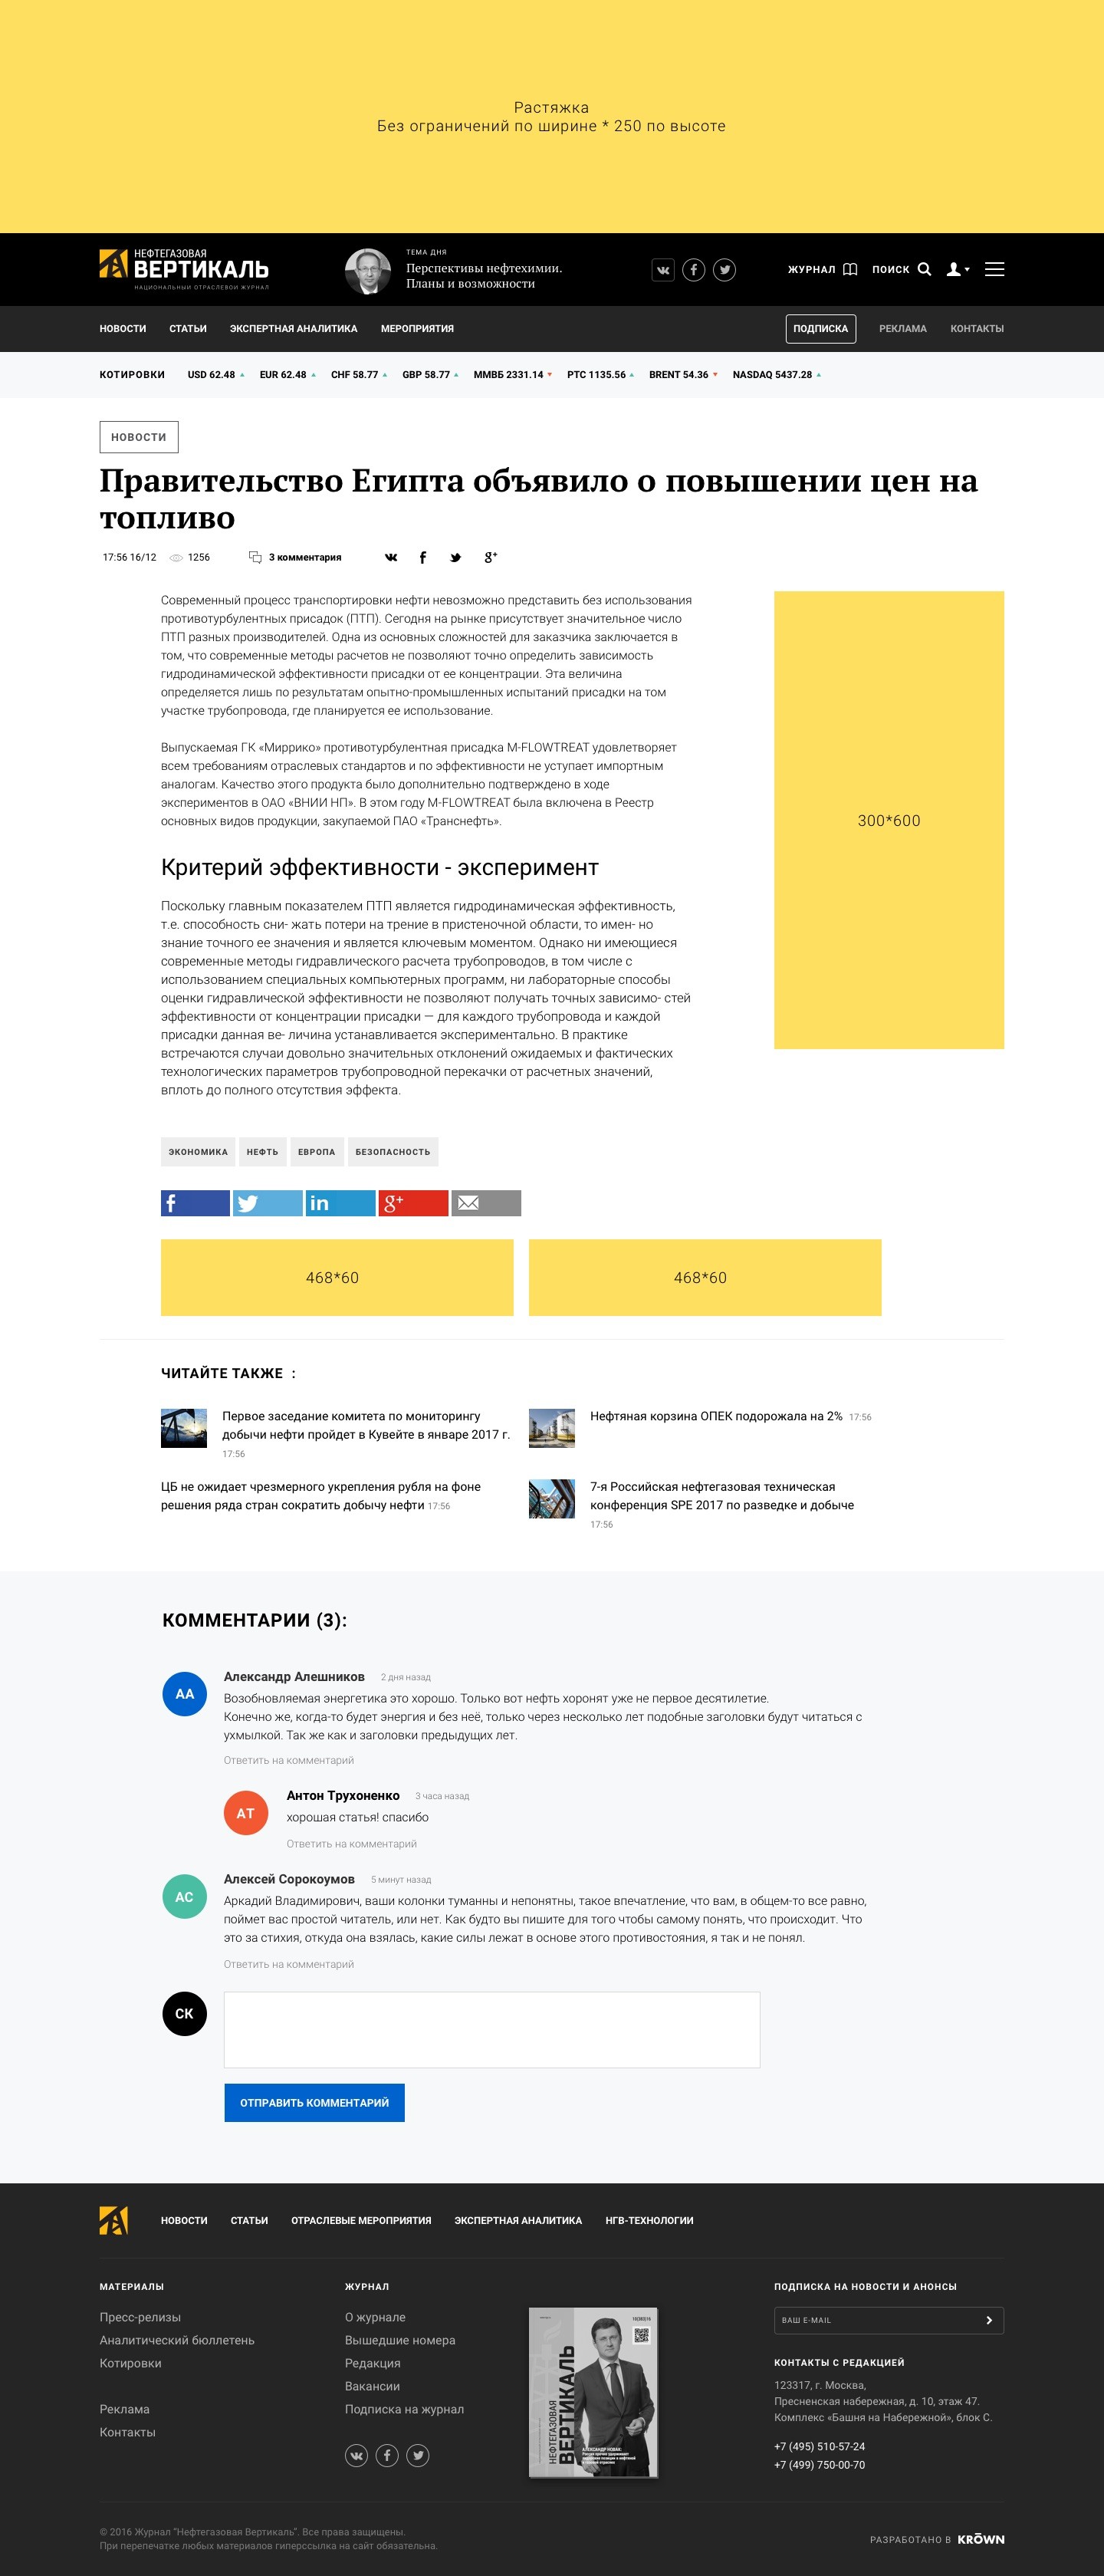 Растяжка
Без ограничений по ширине * 250 по высоте
НЕФТЕГАЗОВАЯ
ВЕРТИКАЛЬ
НАЦИОНАЛЬНЫЙ ОТРАСЛЕВОЙ ЖУРНАЛ
ТЕМА ДНЯ
Перспективы нефтехимии.
Планы и возможности
ЖУРНАЛ ПОИСК
НОВОСТИ СТАТЬИ ЭКСПЕРТНАЯ АНАЛИТИКА МЕРОПРИЯТИЯ ПОДПИСКА РЕКЛАМА КОНТАКТЫ
КОТИРОВКИ USD 62.48 EUR 62.48 CHF 58.77 GBP 58.77 ММВБ 2331.14 РТС 1135.56 BRENT 54.36 NASDAQ 5437.28
НОВОСТИ
Правительство Египта объявило о повышении цен на
топливо
17:56 16/12 1256 3 комментария
Современный процесс транспортировки нефти невозможно представить без использования
противотурбулентных присадок (ПТП). Сегодня на рынке присутствует значительное число
ПТП разных производителей. Одна из основных сложностей для заказчика заключается в
том, что современные методы расчетов не позволяют точно определить зависимость
гидродинамической эффективности присадки от ее концентрации. Эта величина
определяется лишь по результатам опытно-промышленных испытаний присадки на том
участке трубопровода, где планируется ее использование.
Выпускаемая ГК «Миррико» противотурбулентная присадка M-FLOWTREAT удовлетворяет
всем требованиям отраслевых стандартов и по эффективности не уступает импортным
аналогам. Качество этого продукта было дополнительно подтверждено в ходе
экспериментов в ОАО «ВНИИ НП». В этом году M-FLOWTREAT была включена в Реестр
основных видов продукции, закупаемой ПАО «Транснефть».
300*600
Критерий эффективности - эксперимент
Поскольку главным показателем ПТП является гидродинамическая эффективность,
т.е. способность сни- жать потери на трение в пристеночной области, то имен- но
знание точного ее значения и является ключевым моментом. Однако ни имеющиеся
современные методы гидравлического расчета трубопроводов, в том числе с
использованием специальных компьютерных программ, ни лабораторные способы
оценки гидравлической эффективности не позволяют получать точных зависимо- стей
эффективности от концентрации присадки — для каждого трубопровода и каждой
присадки данная ве- личина устанавливается экспериментально. В практике
встречаются случаи довольно значительных отклонений ожидаемых и фактических
технологических параметров трубопроводной перекачки от расчетных значений,
вплоть до полного отсутствия эффекта.
ЭКОНОМИКА НЕФТЬ ЕВРОПА БЕЗОПАСНОСТЬ
468*60 468*60
ЧИТАЙТЕ ТАКЖЕ :
Первое заседание комитета по мониторингу
добычи нефти пройдет в Кувейте в январе 2017 г.
17:56
Нефтяная корзина ОПЕК подорожала на 2% 17:56
ЦБ не ожидает чрезмерного укрепления рубля на фоне
решения ряда стран сократить добычу нефти 17:56
7-я Российская нефтегазовая техническая
конференция SPE 2017 по разведке и добыче
17:56
КОММЕНТАРИИ (3):
АА
Александр Алешников 2 дня назад
Возобновляемая энергетика это хорошо. Только вот нефть хоронят уже не первое десятилетие.
Конечно же, когда-то будет энергия и без неё, только через несколько лет подобные заголовки будут читаться с
ухмылкой. Так же как и заголовки предыдущих лет.
Ответить на комментарий
АТ
Антон Трухоненко 3 часа назад
хорошая статья! спасибо
Ответить на комментарий
АС
Алексей Сорокоумов 5 минут назад
Аркадий Владимирович, ваши колонки туманны и непонятны, такое впечатление, что вам, в общем-то все равно,
поймет вас простой читатель, или нет. Как будто вы пишите для того чтобы самому понять, что происходит. Что
это за стихия, откуда она взялась, какие силы лежат в основе этого противостояния, я так и не понял.
Ответить на комментарий
СК
ОТПРАВИТЬ КОММЕНТАРИЙ
НОВОСТИ СТАТЬИ ОТРАСЛЕВЫЕ МЕРОПРИЯТИЯ ЭКСПЕРТНАЯ АНАЛИТИКА НГВ-ТЕХНОЛОГИИ
МАТЕРИАЛЫ
Пресс-релизы
Аналитический бюллетень
Котировки
Реклама
Контакты
ЖУРНАЛ
О журнале
Вышедшие номера
Редакция
Вакансии
Подписка на журнал
НЕФТЕГАЗОВАЯ
ВЕРТИКАЛЬ
ПОДПИСКА НА НОВОСТИ И АНОНСЫ
ВАШ E-MAIL
КОНТАКТЫ С РЕДАКЦИЕЙ
123317, г. Москва,
Пресненская набережная, д. 10, этаж 47.
Комплекс «Башня на Набережной», блок С.
+7 (495) 510-57-24
+7 (499) 750-00-70
© 2016 Журнал "Нефтегазовая Вертикаль". Все права защищены.
При перепечатке любых материалов гиперссылка на сайт обязательна.
РАЗРАБОТАНО В KRŌWN